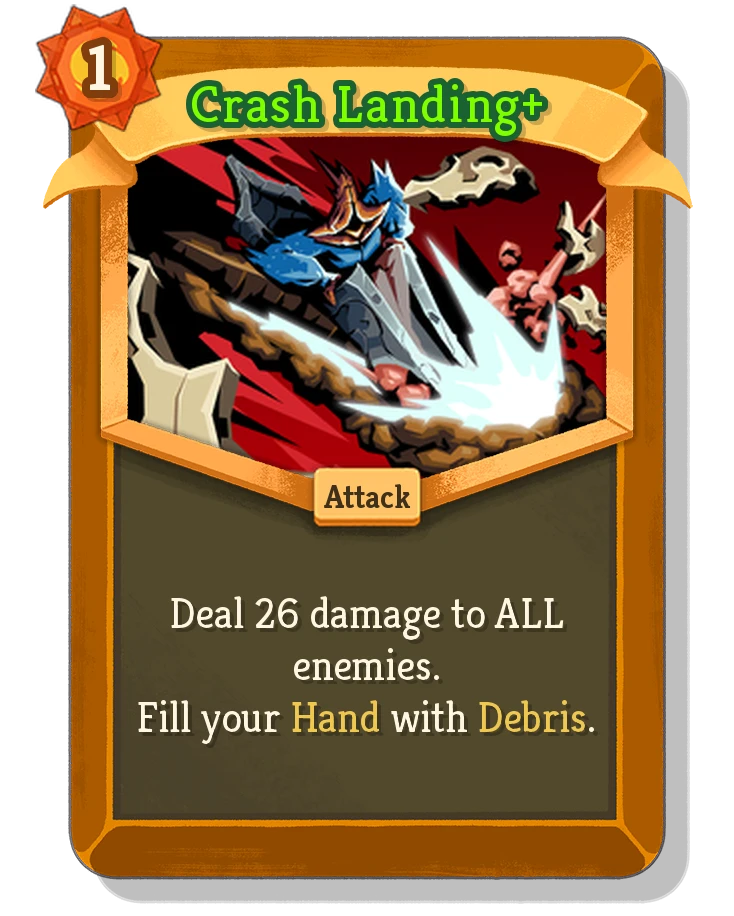 1
Crash Landing+
Attack
Deal 26 damage to ALL
enemies.
Fill your Hand with Debris.